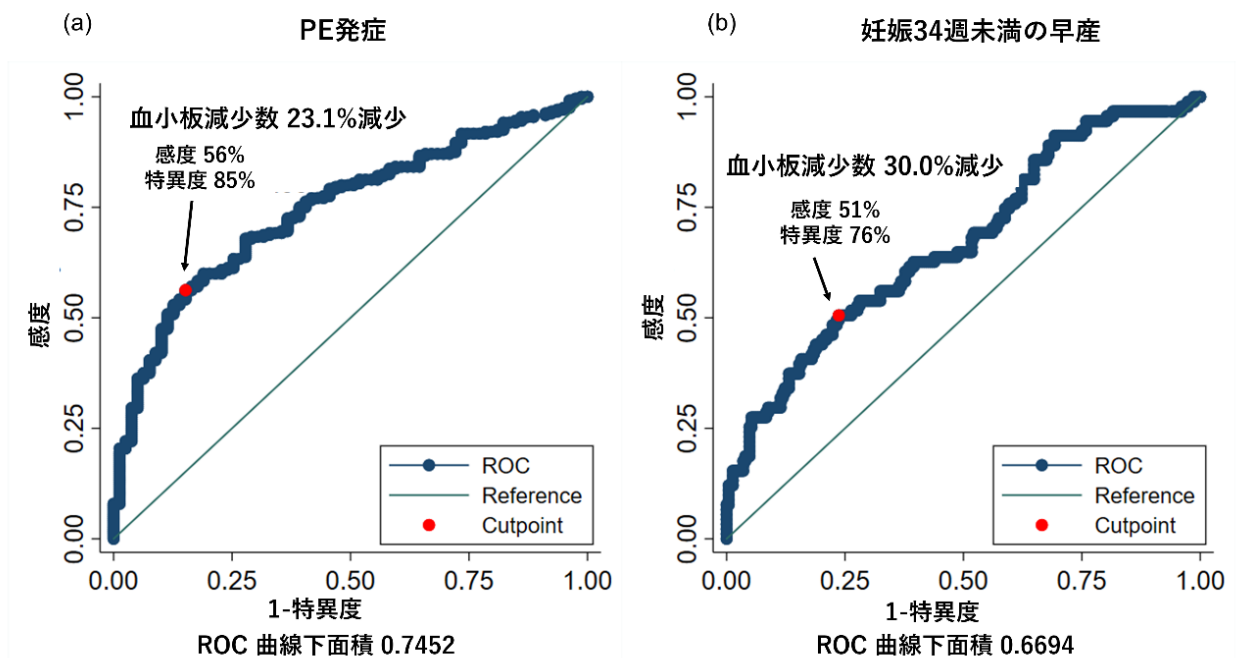 (a)
PE発症
血小板減少数 23.1%減少
感度 56%
特異度 85%
感度
1.00
0.75
0.50
0.25
0.00
ROC
Reference
Cutpoint
0.00 0.25 0.50 0.75 1.00
1-特異度
ROC 曲線下面積 0.7452
(b)
妊娠34週未満の早産
血小板減少数 30.0%減少
感度 51%
特異度 76%
感度
1.00
0.75
0.50
0.25
0.00
ROC
Reference
Cutpoint
0.00 0.25 0.50 0.75 1.00
1-特異度
ROC 曲線下面積 0.6694